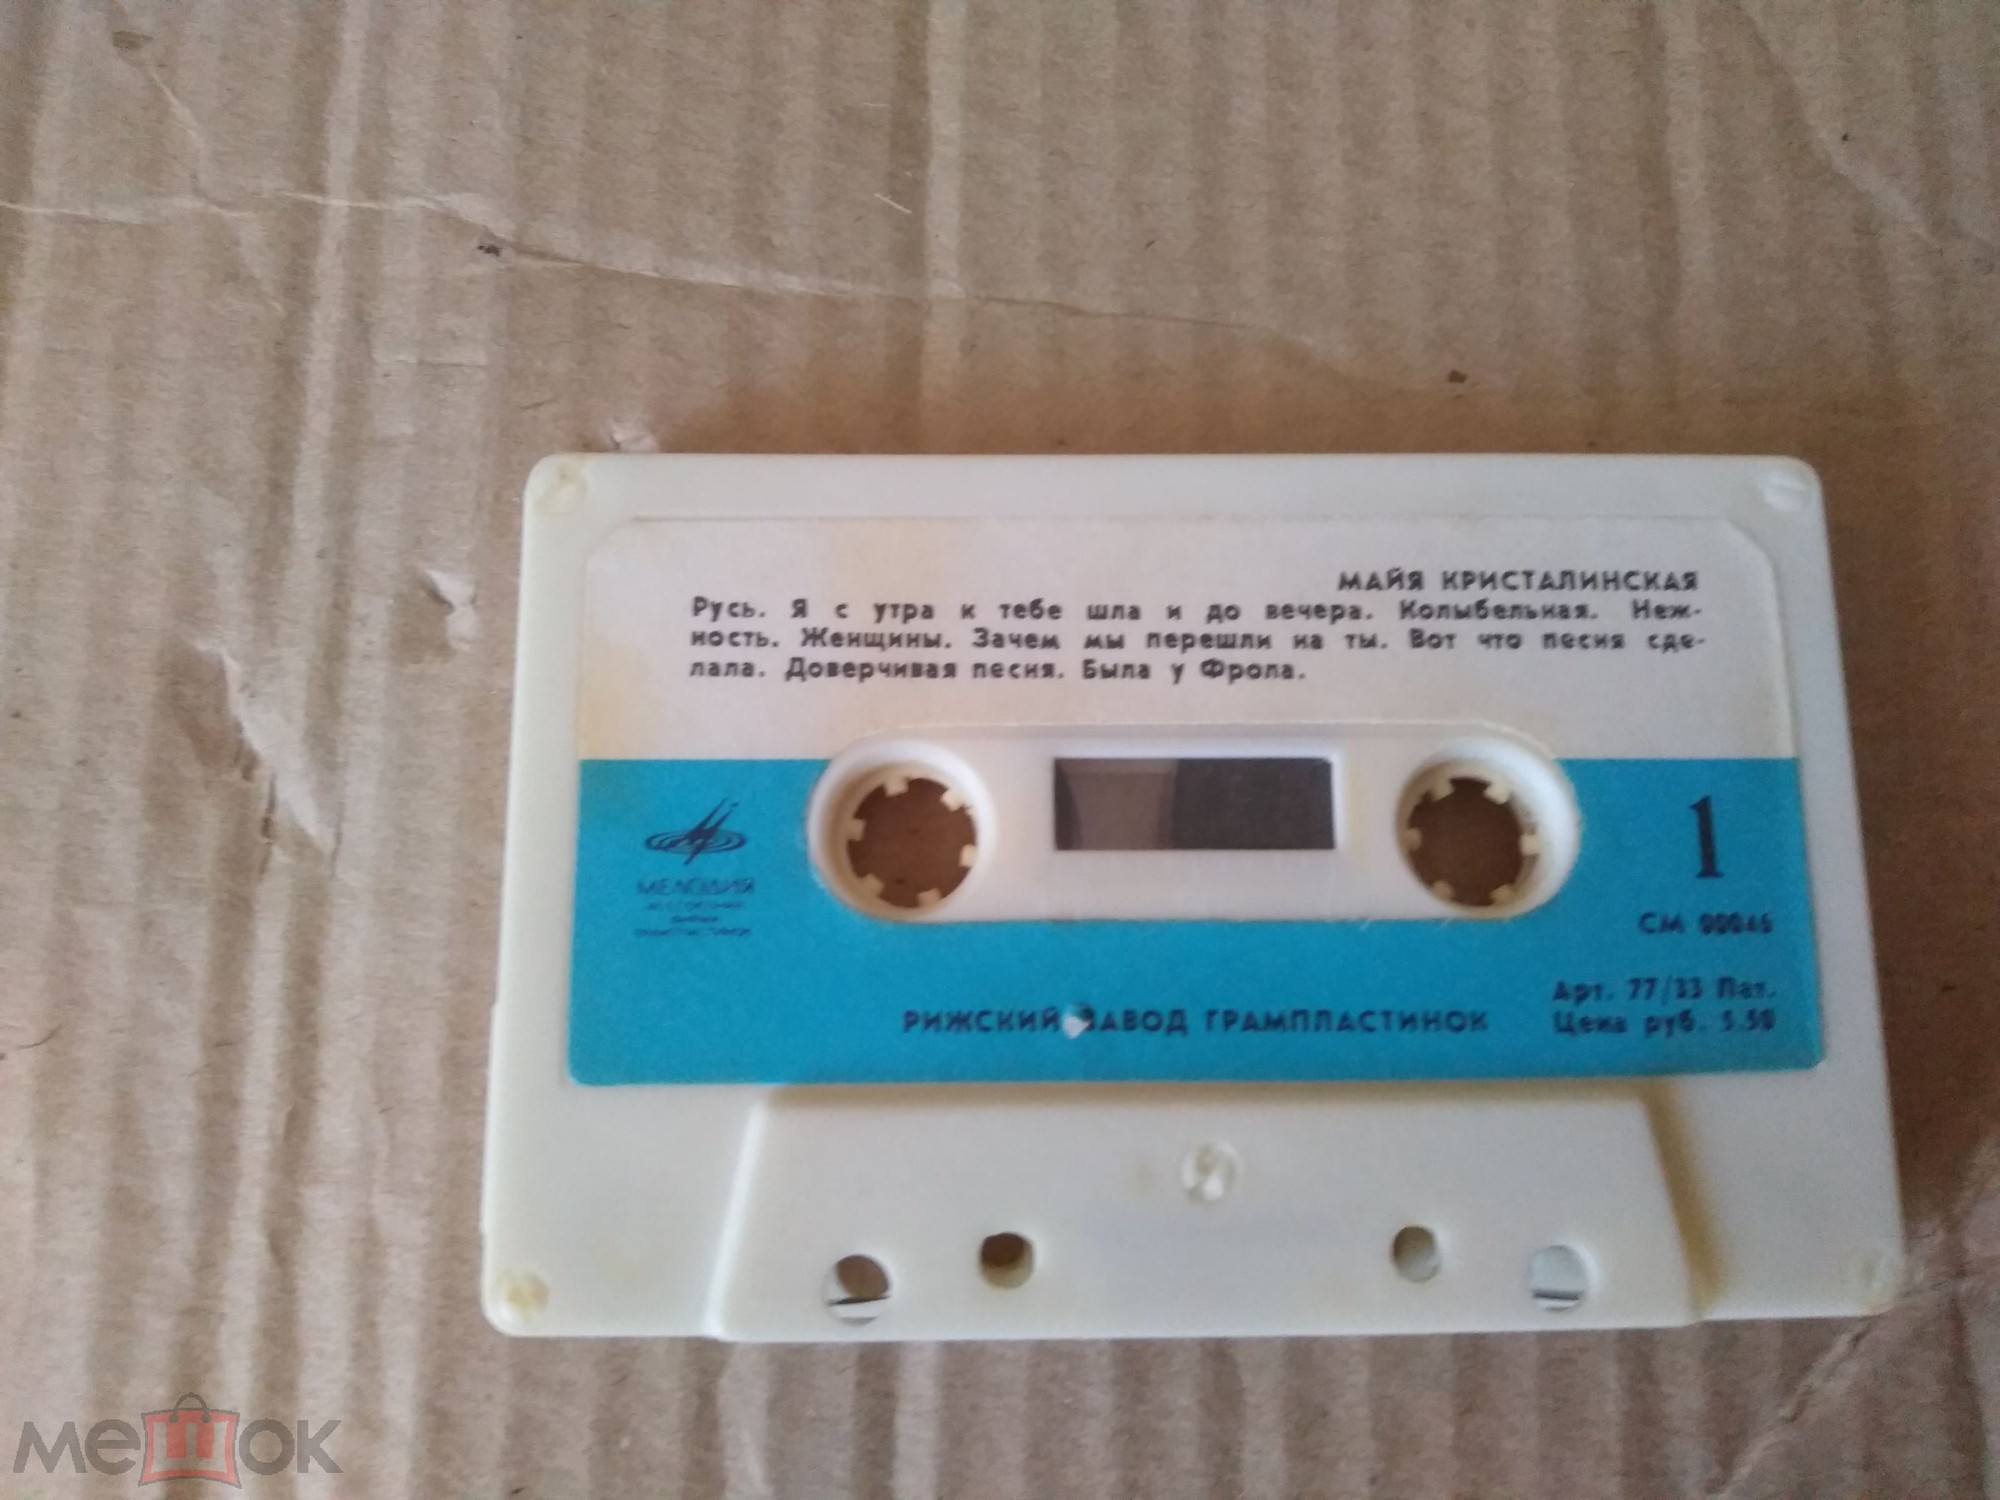 МАЙЯ КРИСТАЛИНСКАЯ
Русь. Я с утра к тебе шла и до вечера. Колыбельная. Неж-
ность. Женщины. Зачем мы перешли на ты. Вот что песня сде-
лала. Доверчивая песня. Была у Фрола.
1
МЕЛОДИЯ
СМ 00046
Арт. 77/33 Пат.
РИЖСКИЙ ЗАВОД ГРАМПЛАСТИНОК
Цена руб. 5.50
мешок